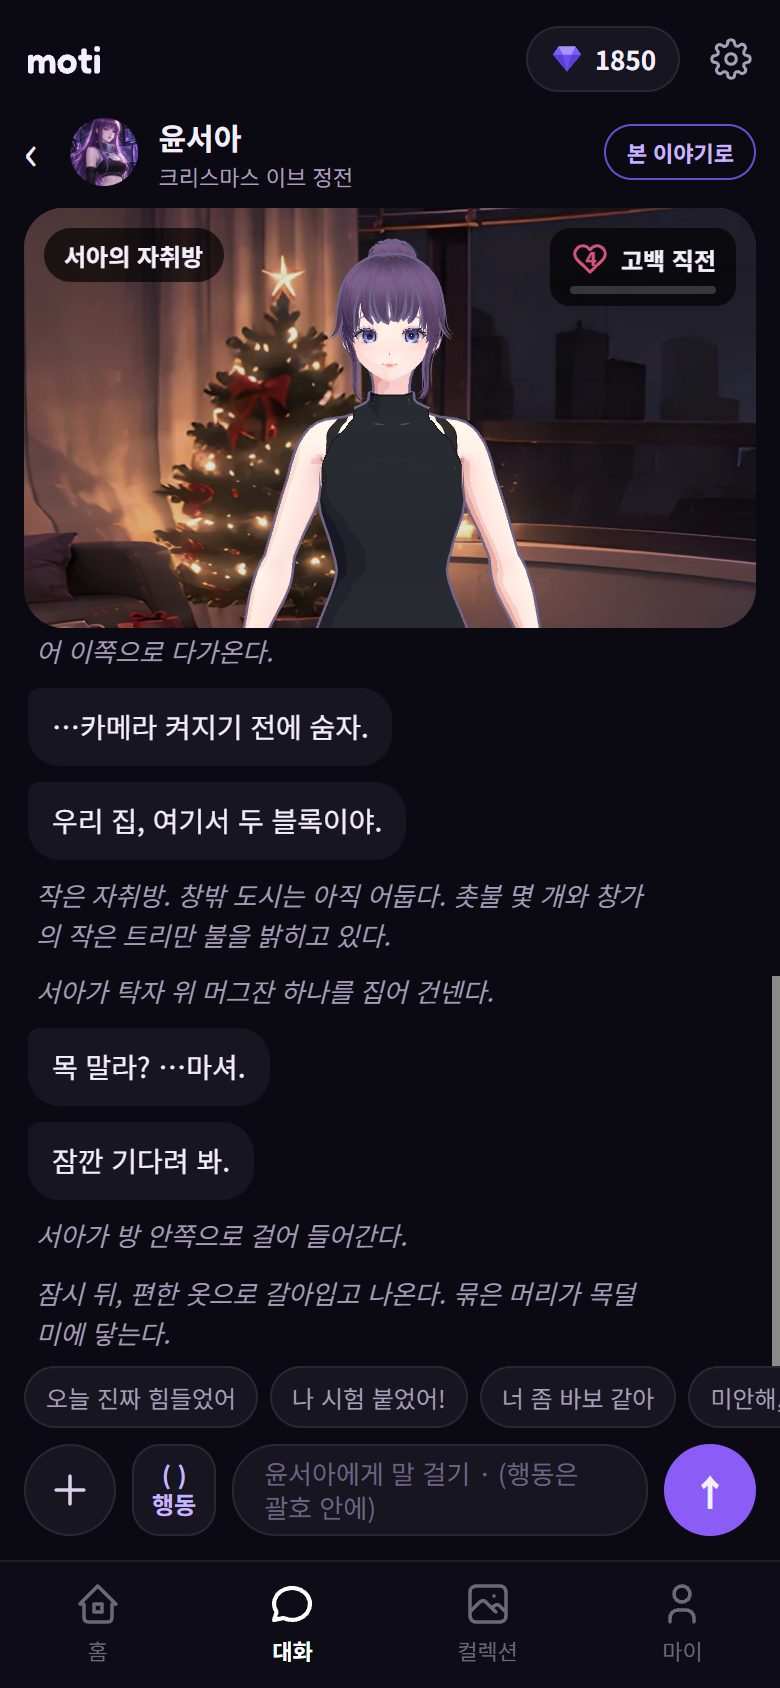 moti
1850
윤서아
크리스마스 이브 정전
본 이야기로
서아의 자취방
4
고백 직전
어 이쪽으로 다가온다.
…카메라 켜지기 전에 숨자.
우리 집, 여기서 두 블록이야.
작은 자취방. 창밖 도시는 아직 어둡다. 촛불 몇 개와 창가
의 작은 트리만 불을 밝히고 있다.
서아가 탁자 위 머그잔 하나를 집어 건넨다.
목 말라? …마셔.
잠깐 기다려 봐.
서아가 방 안쪽으로 걸어 들어간다.
잠시 뒤, 편한 옷으로 갈아입고 나온다. 묶은 머리가 목덜
미에 닿는다.
오늘 진짜 힘들었어
나 시험 붙었어!
너 좀 바보 같아
미안해,
( )
행동
윤서아에게 말 걸기 · (행동은
괄호 안에)
홈
대화
컬렉션
마이